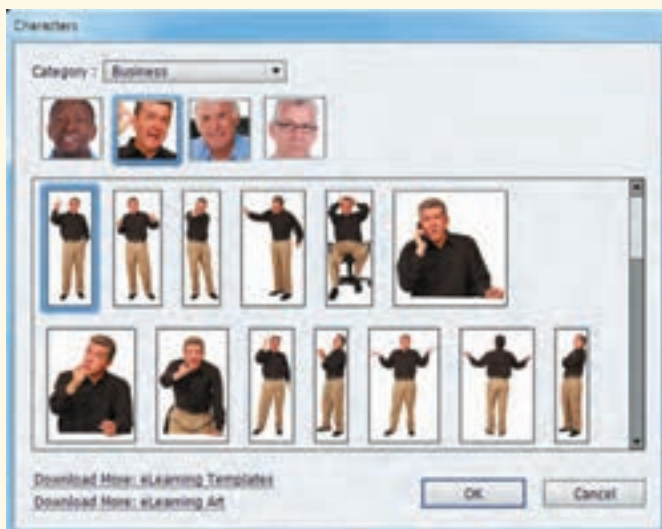 Characters
Category : Business
Download More: eLearning Templates
Download More: eLearning Art
OK
Cancel